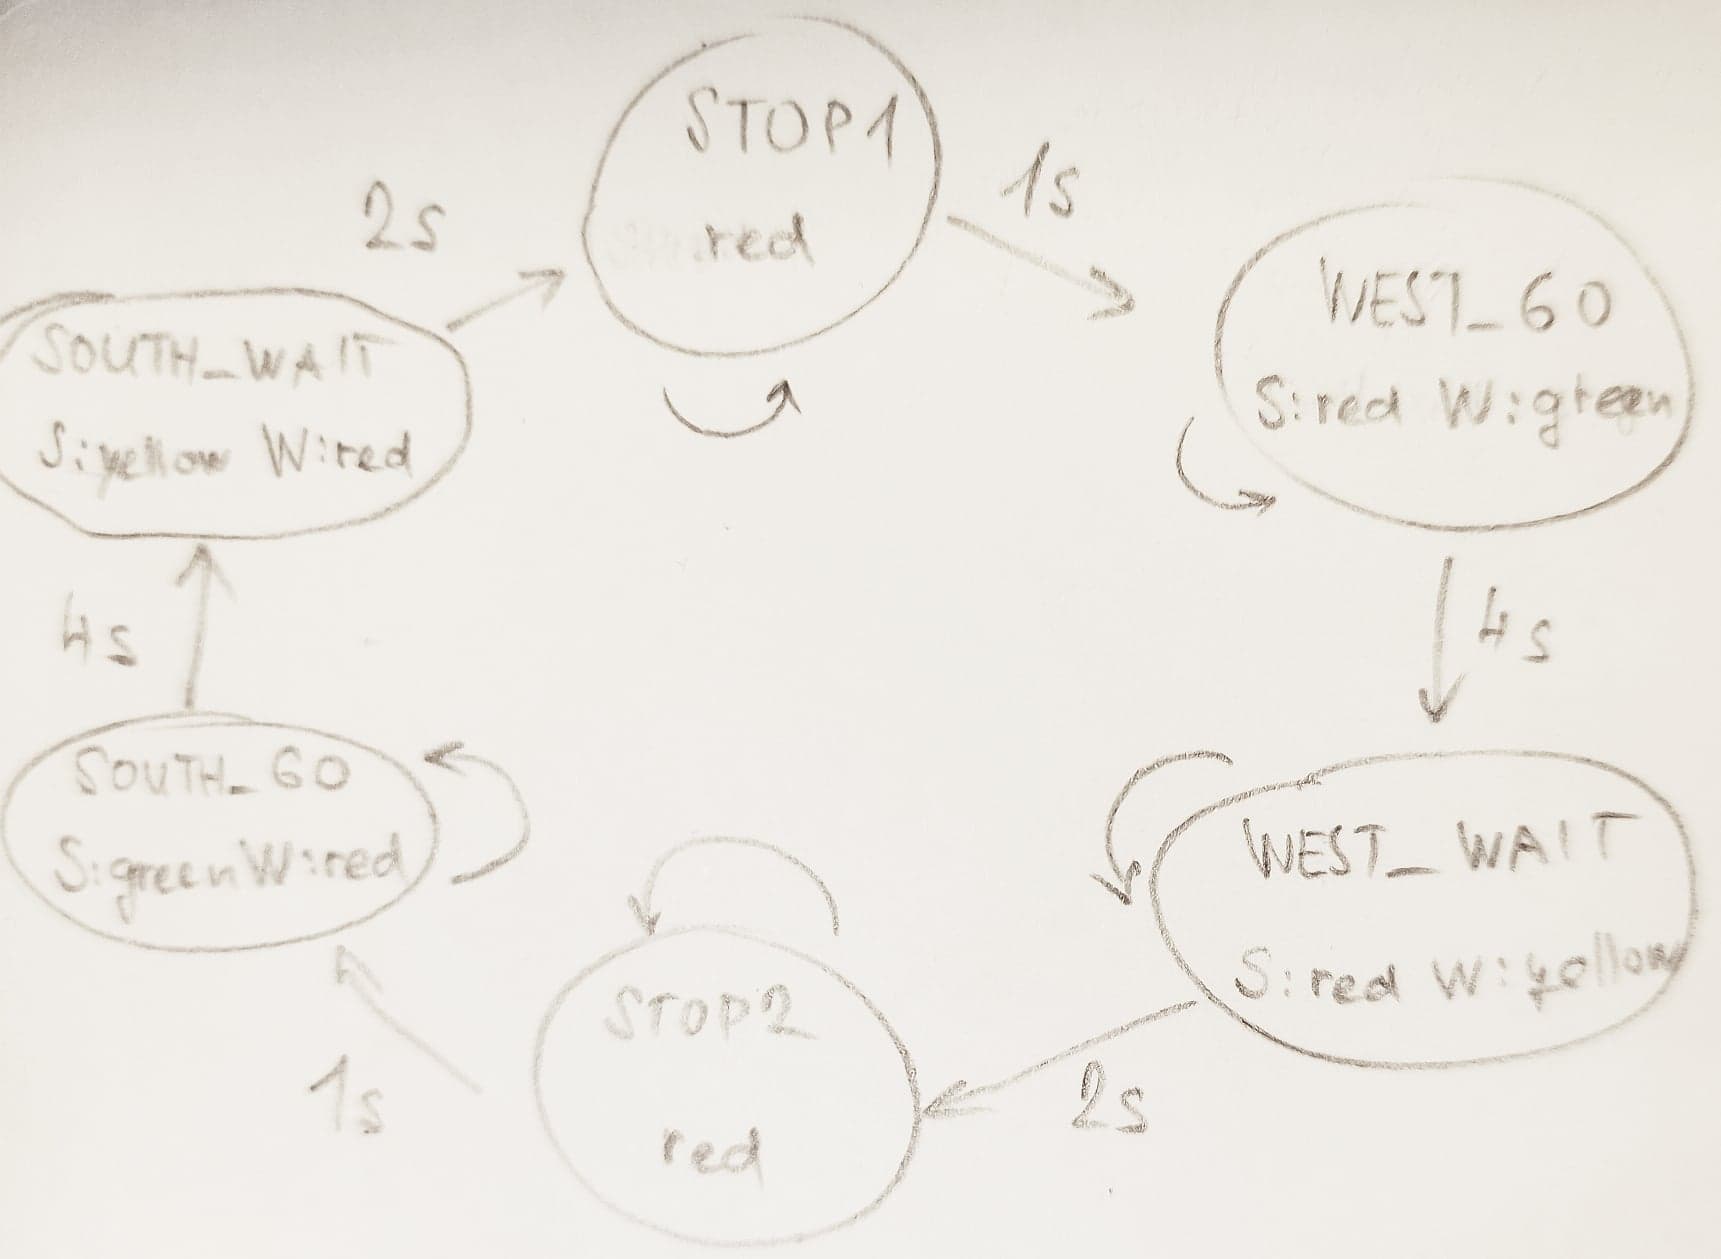 STOP1
red
1s
WEST_GO
S:red W:green
4s
WEST_WAIT
S:red W:yellow
2s
STOP2
red
1s
SOUTH_GO
S:green W:red
4s
SOUTH_WAIT
S:yellow W:red
2s